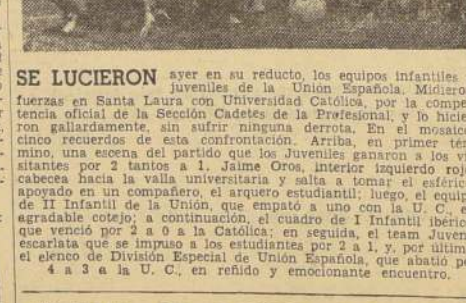 SE LUCIERON ayer en su reducto, los equipos infantiles
juveniles de la Unión Española. Midiero
fuerzas en Santa Laura con Universidad Católica, por la compe
tencia oficial de la Sección Cadetes de la Profesional, y lo hicie
ron gallardamente, sin sufrir ninguna derrota. En el mosaic
cinco recuerdos de esta confrontación. Arriba, en primer tér
mino, una escena del partido que los Juveniles ganaron a los vi
sitantes por 2 tantos a 1. Jaime Oros, interior izquierdo rojo
cabecea hacia la valla universitaria y salta a tomar el esféric
apoyado en un compañero, el arquero estudiantil; luego, el equip
de II Infantil de la Unión, que empató a uno con la U. C., e
agradable cotejo; a continuación, el cuadro de I Infantil ibéric
que venció por 2 a 0 a la Católica; en seguida, el team Juven
escarlata que se impuso a los estudiantes por 2 a 1, y, por últim
el elenco de División Especial de Unión Española, que abatió po
4 a 3 a la U. C., en reñido y emocionante encuentro.